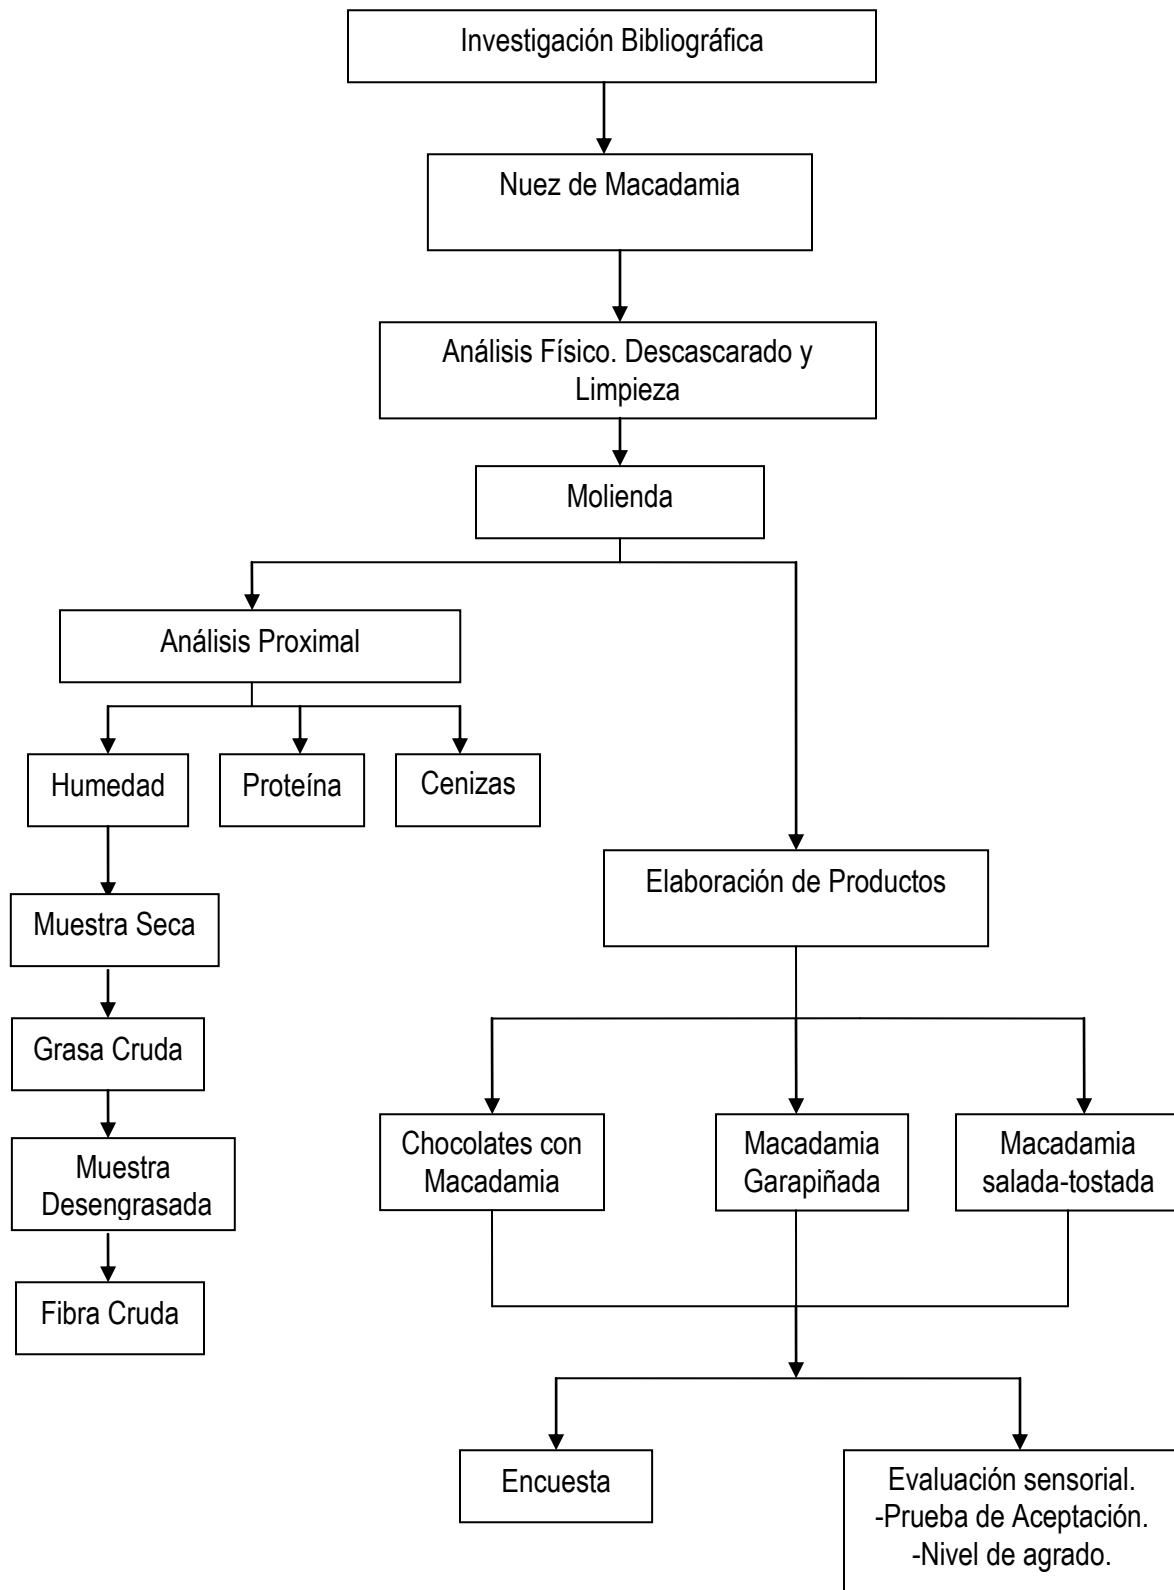 Investigación Bibliográfica
Nuez de Macadamia
Análisis Físico. Descascarado y
Limpieza
Molienda
Análisis Proximal
Humedad
Proteína
Cenizas
Muestra Seca
Grasa Cruda
Muestra
Desengrasada
Fibra Cruda
Elaboración de Productos
Chocolates con
Macadamia
Macadamia
Garapiñada
Macadamia
salada-tostada
Encuesta
Evaluación sensorial.
-Prueba de Aceptación.
-Nivel de agrado.